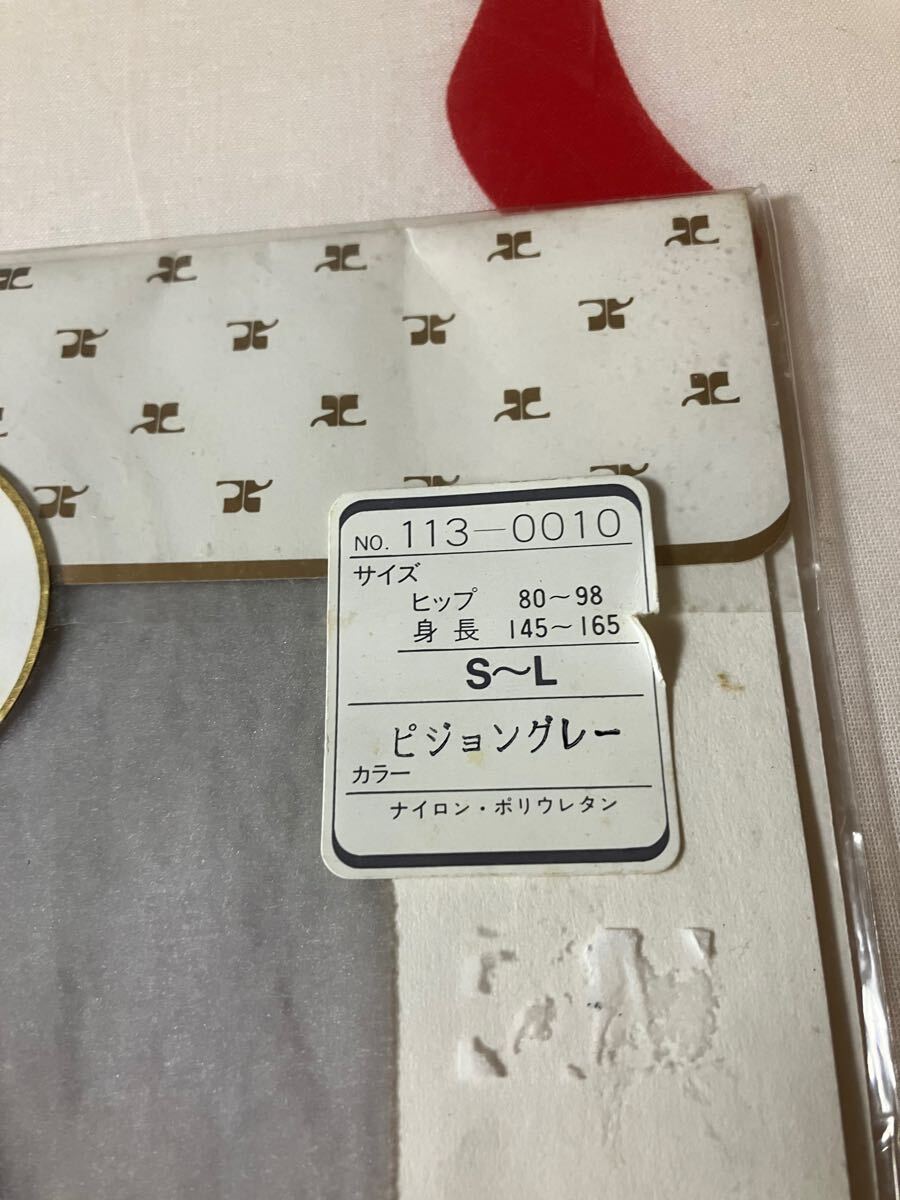 NO. 113-0010
サイズ
ヒップ 80〜98
身長 145〜165
S〜L
ピジョングレー
カラー
ナイロン・ポリウレタン